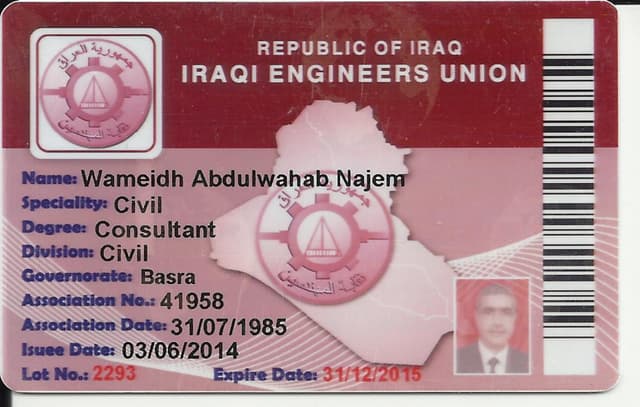 جمهورية العراق
نقابة المهندسين
REPUBLIC OF IRAQ
IRAQI ENGINEERS UNION
Name: Wameidh Abdulwahab Najem
Speciality: Civil
Degree: Consultant
Division: Civil
Governorate: Basra
Association No.: 41958
Association Date: 31/07/1985
Isuee Date: 03/06/2014
Lot No.: 2293 Expire Date: 31/12/2015
جمهورية العراق
نقابة المهندسين